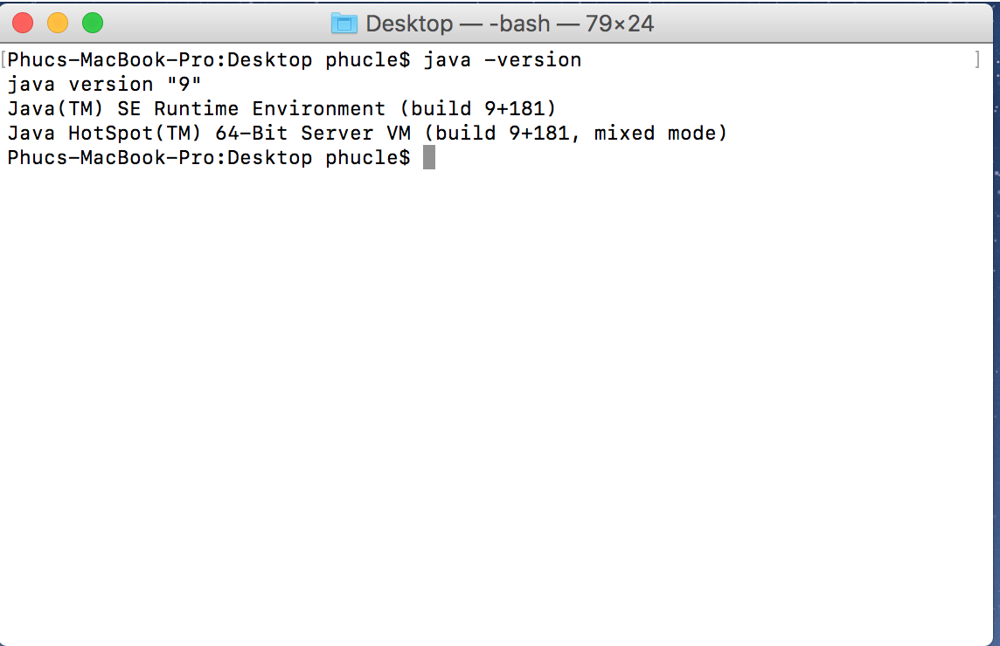 Desktop — -bash — 79×24
[Phucs-MacBook-Pro:Desktop phucle$ java -version ]
java version "9"
Java(TM) SE Runtime Environment (build 9+181)
Java HotSpot(TM) 64-Bit Server VM (build 9+181, mixed mode)
Phucs-MacBook-Pro:Desktop phucle$